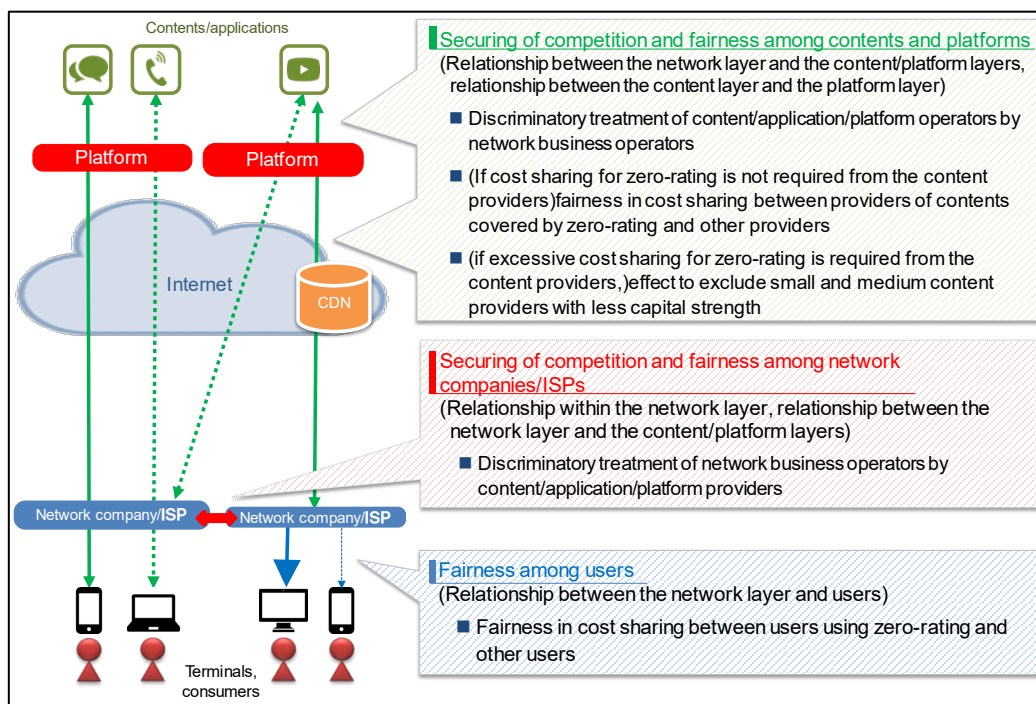 Contents/applications
Platform
Platform
Internet
CDN
Network company/ISP
Network company/ISP
Terminals,
consumers
Securing of competition and fairness among contents and platforms
(Relationship between the network layer and the content/platform layers,
relationship between the content layer and the platform layer)
Discriminatory treatment of content/application/platform operators by
network business operators
(If cost sharing for zero-rating is not required from the content
providers)fairness in cost sharing between providers of contents
covered by zero-rating and other providers
(if excessive cost sharing for zero-rating is required from the
content providers,)effect to exclude small and medium content
providers with less capital strength
Securing of competition and fairness among network
companies/ISPs
(Relationship within the network layer, relationship between the
network layer and the content/platform layers)
Discriminatory treatment of network business operators by
content/application/platform providers
Fairness among users
(Relationship between the network layer and users)
Fairness in cost sharing between users using zero-rating and
other users